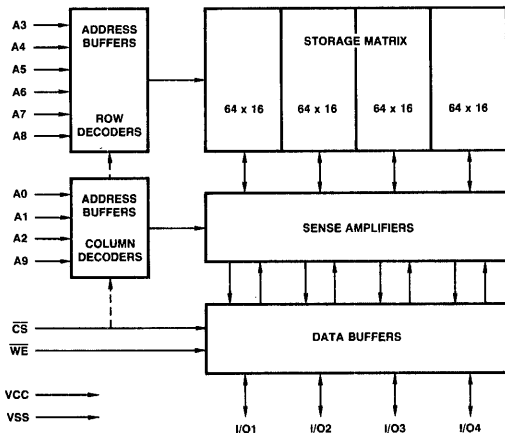 A3
A4
A5
A6
A7
A8
ADDRESS
BUFFERS
ROW
DECODERS
STORAGE MATRIX
64 x 16
64 x 16
64 x 16
64 x 16
A0
A1
A2
A9
ADDRESS
BUFFERS
COLUMN
DECODERS
SENSE AMPLIFIERS
C̅S̅
W̅E̅
DATA BUFFERS
VCC
VSS
I/O1
I/O2
I/O3
I/O4